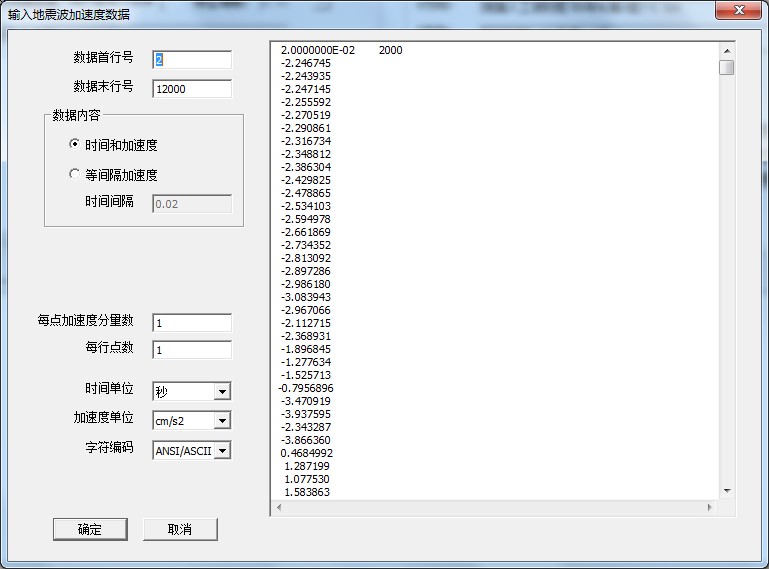 输入地震波加速度数据
数据首行号 2
数据末行号 12000
数据内容
时间和加速度
等间隔加速度
时间间隔 0.02
每点加速度分量数 1
每行点数 1
时间单位 秒
加速度单位 cm/s2
字符编码 ANSI/ASCII
确定 取消
2.0000000E-02 2000
-2.246745
-2.243935
-2.247145
-2.255592
-2.270519
-2.290861
-2.316734
-2.348812
-2.386304
-2.429825
-2.478865
-2.534103
-2.594978
-2.661869
-2.734352
-2.813092
-2.897286
-2.986180
-3.083943
-2.967066
-2.112715
-2.368931
-1.896845
-1.277634
-1.525713
-0.7956896
-3.470919
-3.937595
-2.343287
-3.866360
0.4684992
1.287199
1.077530
1.583863